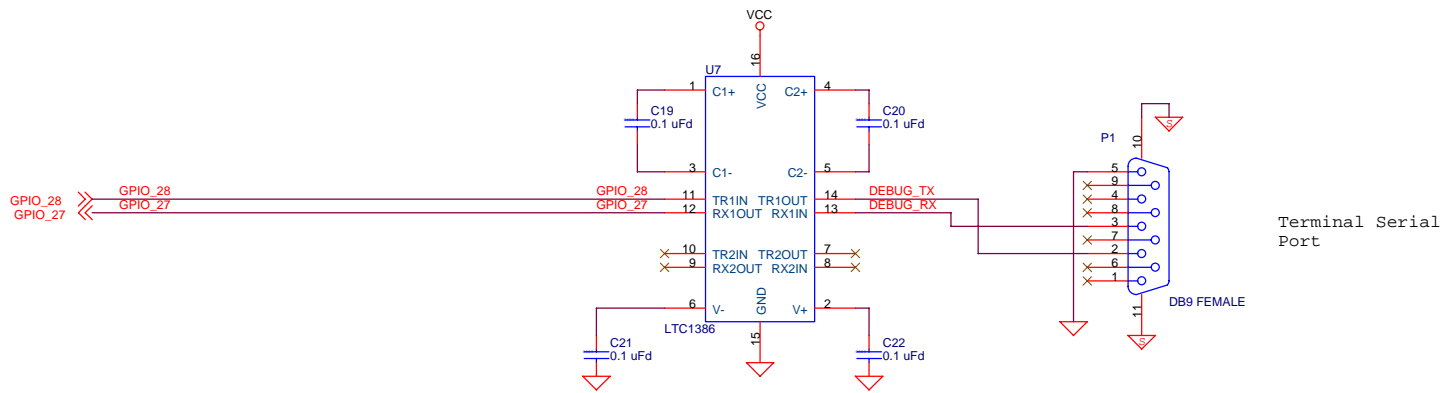 VCC
U7
16
1
C1+
VCC
C2+
4
C19
0.1 uFd
C20
0.1 uFd
3
C1-
C2-
5
GPIO_28
GPIO_28
GPIO_28
11
TR1IN
TR1OUT
14
DEBUG_TX
GPIO_27
GPIO_27
GPIO_27
12
RX1OUT
RX1IN
13
DEBUG_RX
10
TR2IN
TR2OUT
7
9
RX2OUT
RX2IN
8
6
V-
GND
V+
2
LTC1386
15
C21
0.1 uFd
C22
0.1 uFd
P1
10
S
5
9
4
8
3
7
2
6
1
DB9 FEMALE
11
S
Terminal Serial
Port